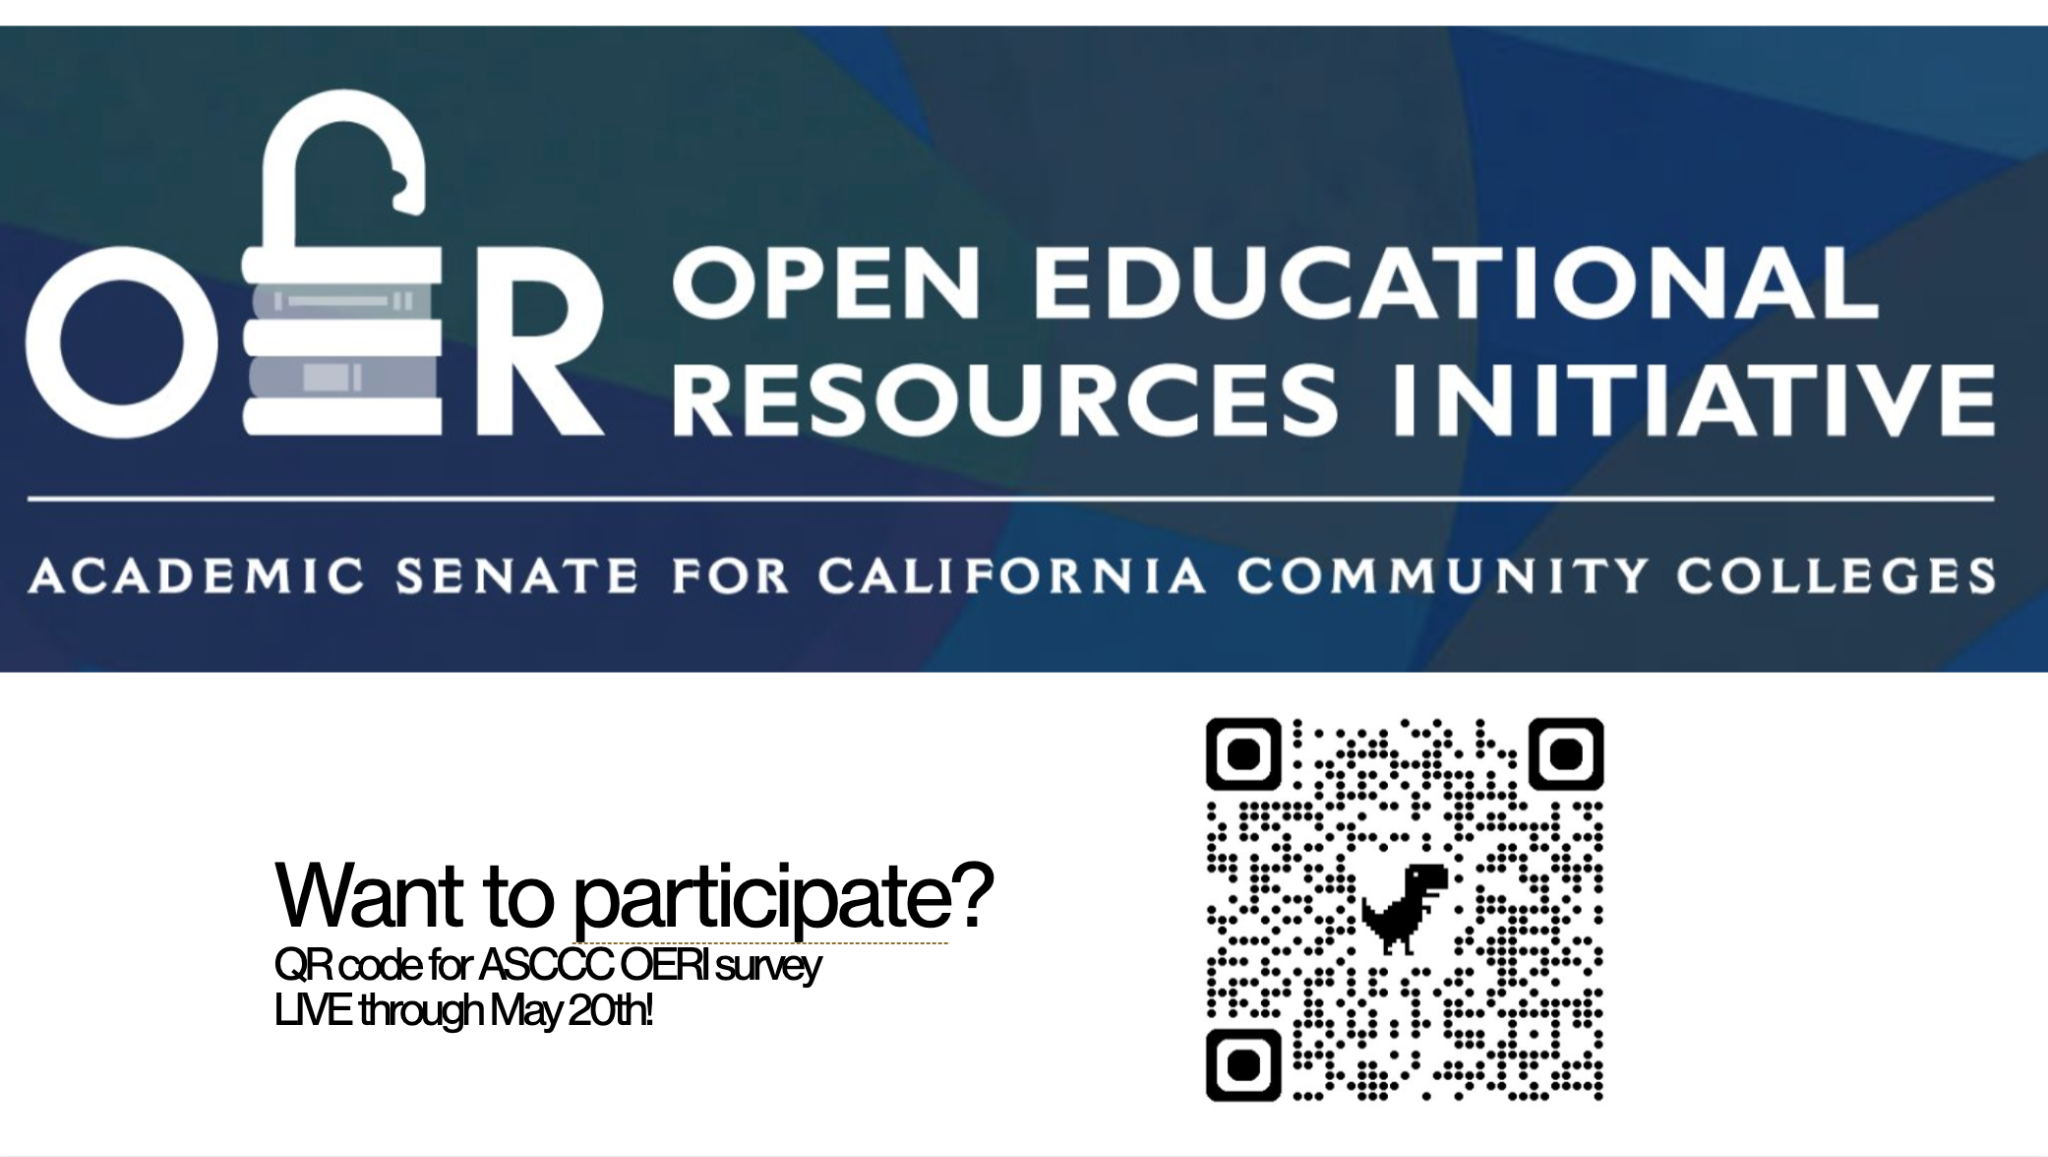 OER
OPEN EDUCATIONAL
RESOURCES INITIATIVE
ACADEMIC SENATE FOR CALIFORNIA COMMUNITY COLLEGES
Want to participate?
QR code for ASCCC OERI survey
LIVE through May 20th!